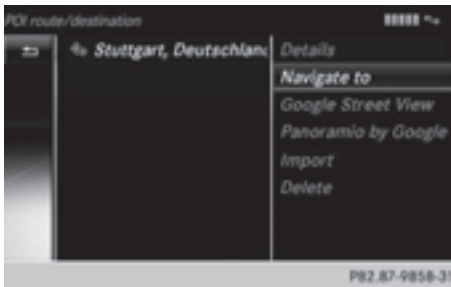 POI route/destination
Stuttgart, Deutschland
Details
Navigate to
Google Street View
Panoramio by Google
Import
Delete
P82.87-9858-31